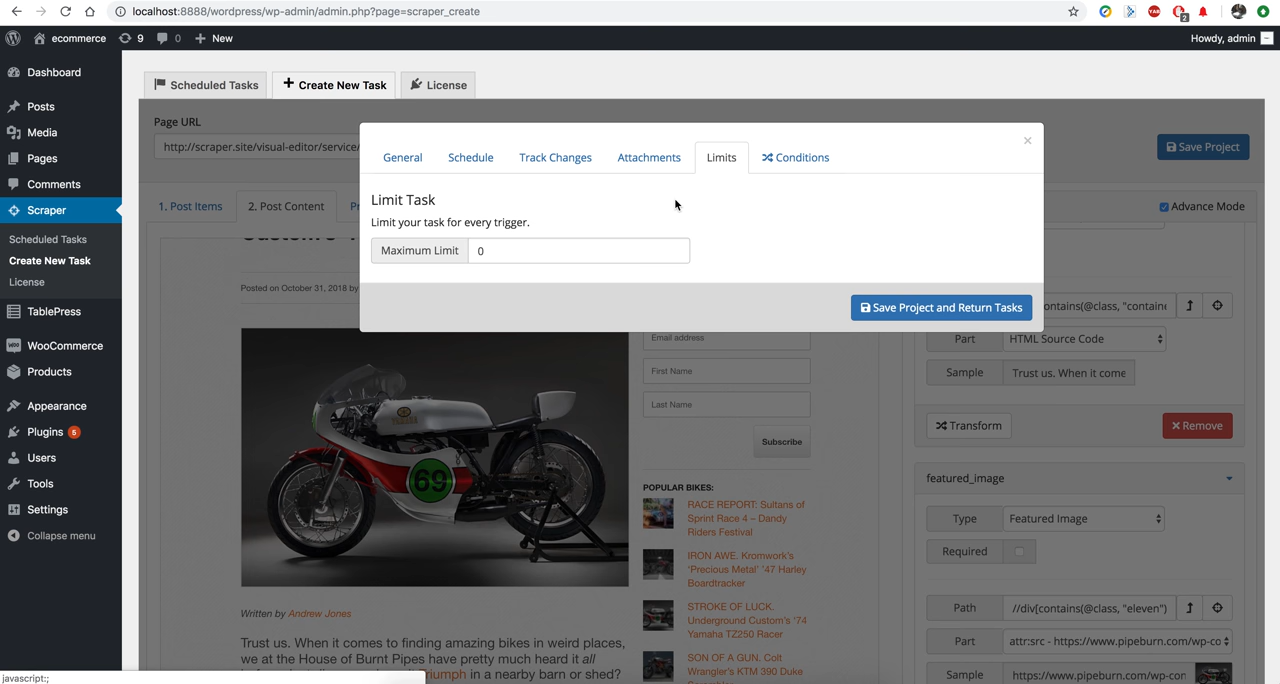 localhost:8888/wordpress/wp-admin/admin.php?page=scraper_create
ecommerce 9 0 New
Howdy, admin
Dashboard
Posts
Media
Pages
Comments
Scraper
Scheduled Tasks
Create New Task
License
TablePress
WooCommerce
Products
Appearance
Plugins 6
Users
Tools
Settings
Collapse menu
Scheduled Tasks
Create New Task
License
Page URL
http://scraper.site/visual-editor/service/
Save Project
1. Post Items
2. Post Content
Advance Mode
General
Schedule
Track Changes
Attachments
Limits
Conditions
×
Limit Task
Limit your task for every trigger.
Maximum Limit 0
Save Project and Return Tasks
Posted on October 31, 2018 by
69
Written by Andrew Jones
Trust us. When it comes to finding amazing bikes in weird places,
we at the House of Burnt Pipes have pretty much heard it all
Triumph in a nearby barn or shed?
Email address
First Name
Last Name
Subscribe
POPULAR BIKES:
RACE REPORT: Sultans of
Sprint Race 4 – Dandy
Riders Festival
IRON AWE. Kromwork's
'Precious Metal' '47 Harley
Boardtracker
STROKE OF LUCK.
Underground Custom's '74
Yamaha TZ250 Racer
SON OF A GUN. Colt
Wrangler's KTM 390 Duke
ontains(@class, "containe
Part HTML Source Code
Sample Trust us. When it come
Transform
Remove
featured_image
Type Featured Image
Required
Path //div[contains(@class, "eleven")
Part attr:src - https://www.pipeburn.com/wp-co
Sample https://www.pipeburn.com/wp-con
javascript:;